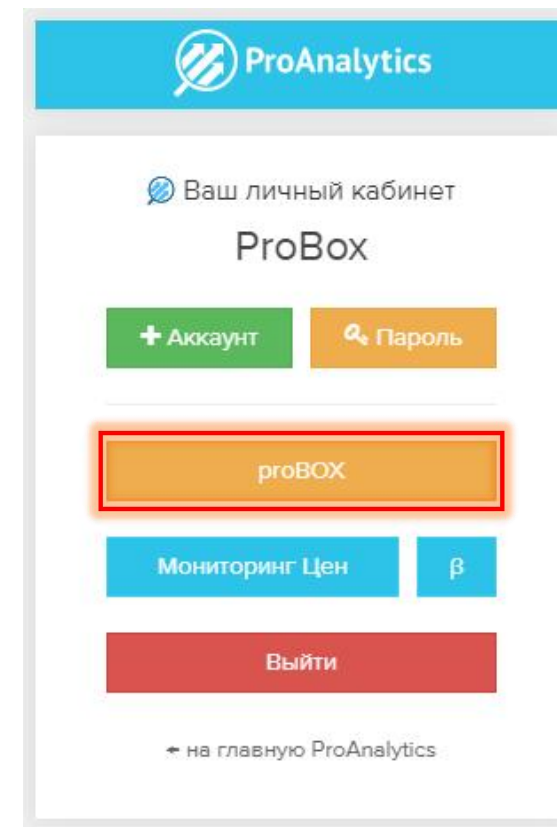 ProAnalytics
Ваш личный кабинет
ProBox
+ Аккаунт
Пароль
proBOX
Мониторинг Цен
β
Выйти
← на главную ProAnalytics